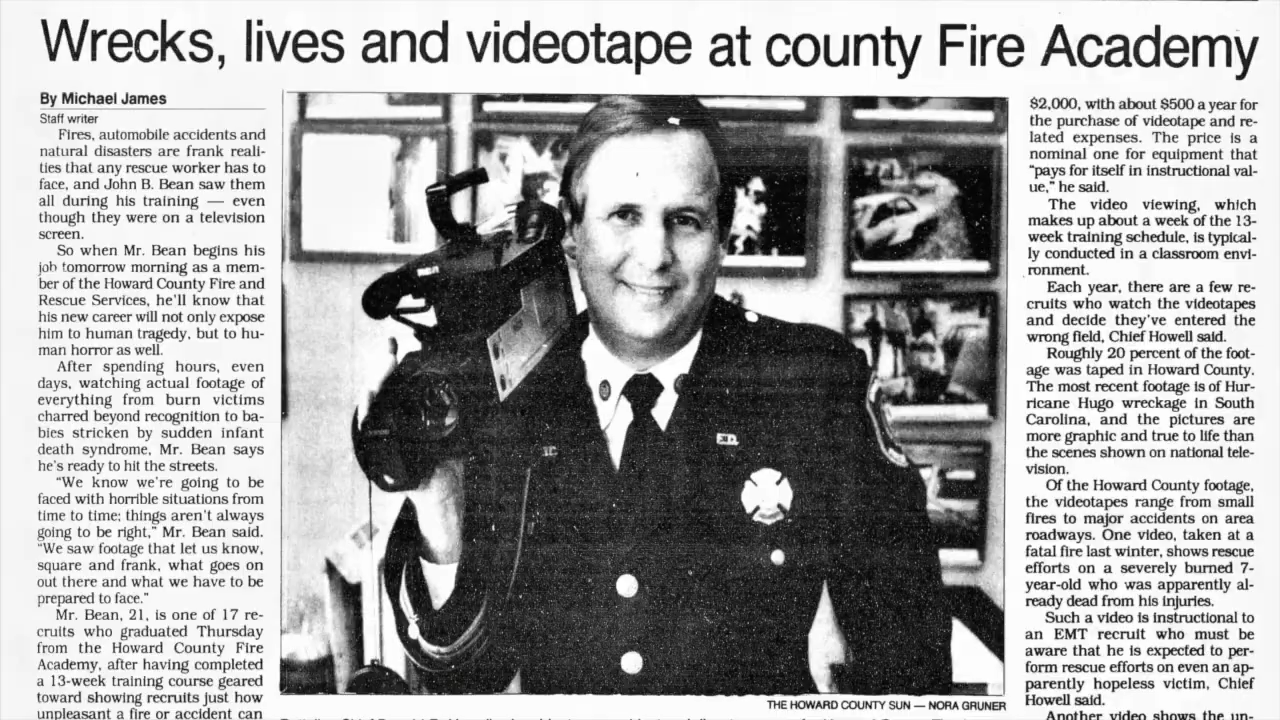 Wrecks, lives and videotape at county Fire Academy
By Michael James
Staff writer
Fires, automobile accidents and
natural disasters are frank reali-
ties that any rescue worker has to
face, and John B. Bean saw them
all during his training — even
though they were on a television
screen.
So when Mr. Bean begins his
job tomorrow morning as a mem-
ber of the Howard County Fire and
Rescue Services, he'll know that
his new career will not only expose
him to human tragedy, but to hu-
man horror as well.
After spending hours, even
days, watching actual footage of
everything from burn victims
charred beyond recognition to ba-
bies stricken by sudden infant
death syndrome, Mr. Bean says
he's ready to hit the streets.
"We know we're going to be
faced with horrible situations from
time to time; things aren't always
going to be right," Mr. Bean said.
"We saw footage that let us know,
square and frank, what goes on
out there and what we have to be
prepared to face."
Mr. Bean, 21, is one of 17 re-
cruits who graduated Thursday
from the Howard County Fire
Academy, after having completed
a 13-week training course geared
toward showing recruits just how
unpleasant a fire or accident can
RCA
THE HOWARD COUNTY SUN — NORA GRUNER
$2,000, with about $500 a year for
the purchase of videotape and re-
lated expenses. The price is a
nominal one for equipment that
"pays for itself in instructional val-
ue," he said.
The video viewing, which
makes up about a week of the 13-
week training schedule, is typical-
ly conducted in a classroom envi-
ronment.
Each year, there are a few re-
cruits who watch the videotapes
and decide they've entered the
wrong field, Chief Howell said.
Roughly 20 percent of the foot-
age was taped in Howard County.
The most recent footage is of Hur-
ricane Hugo wreckage in South
Carolina, and the pictures are
more graphic and true to life than
the scenes shown on national tele-
vision.
Of the Howard County footage,
the videotapes range from small
fires to major accidents on area
roadways. One video, taken at a
fatal fire last winter, shows rescue
efforts on a severely burned 7-
year-old who was apparently al-
ready dead from his injuries.
Such a video is instructional to
an EMT recruit who must be
aware that he is expected to per-
form rescue efforts on even an ap-
parently hopeless victim, Chief
Howell said.
Another video shows the un-